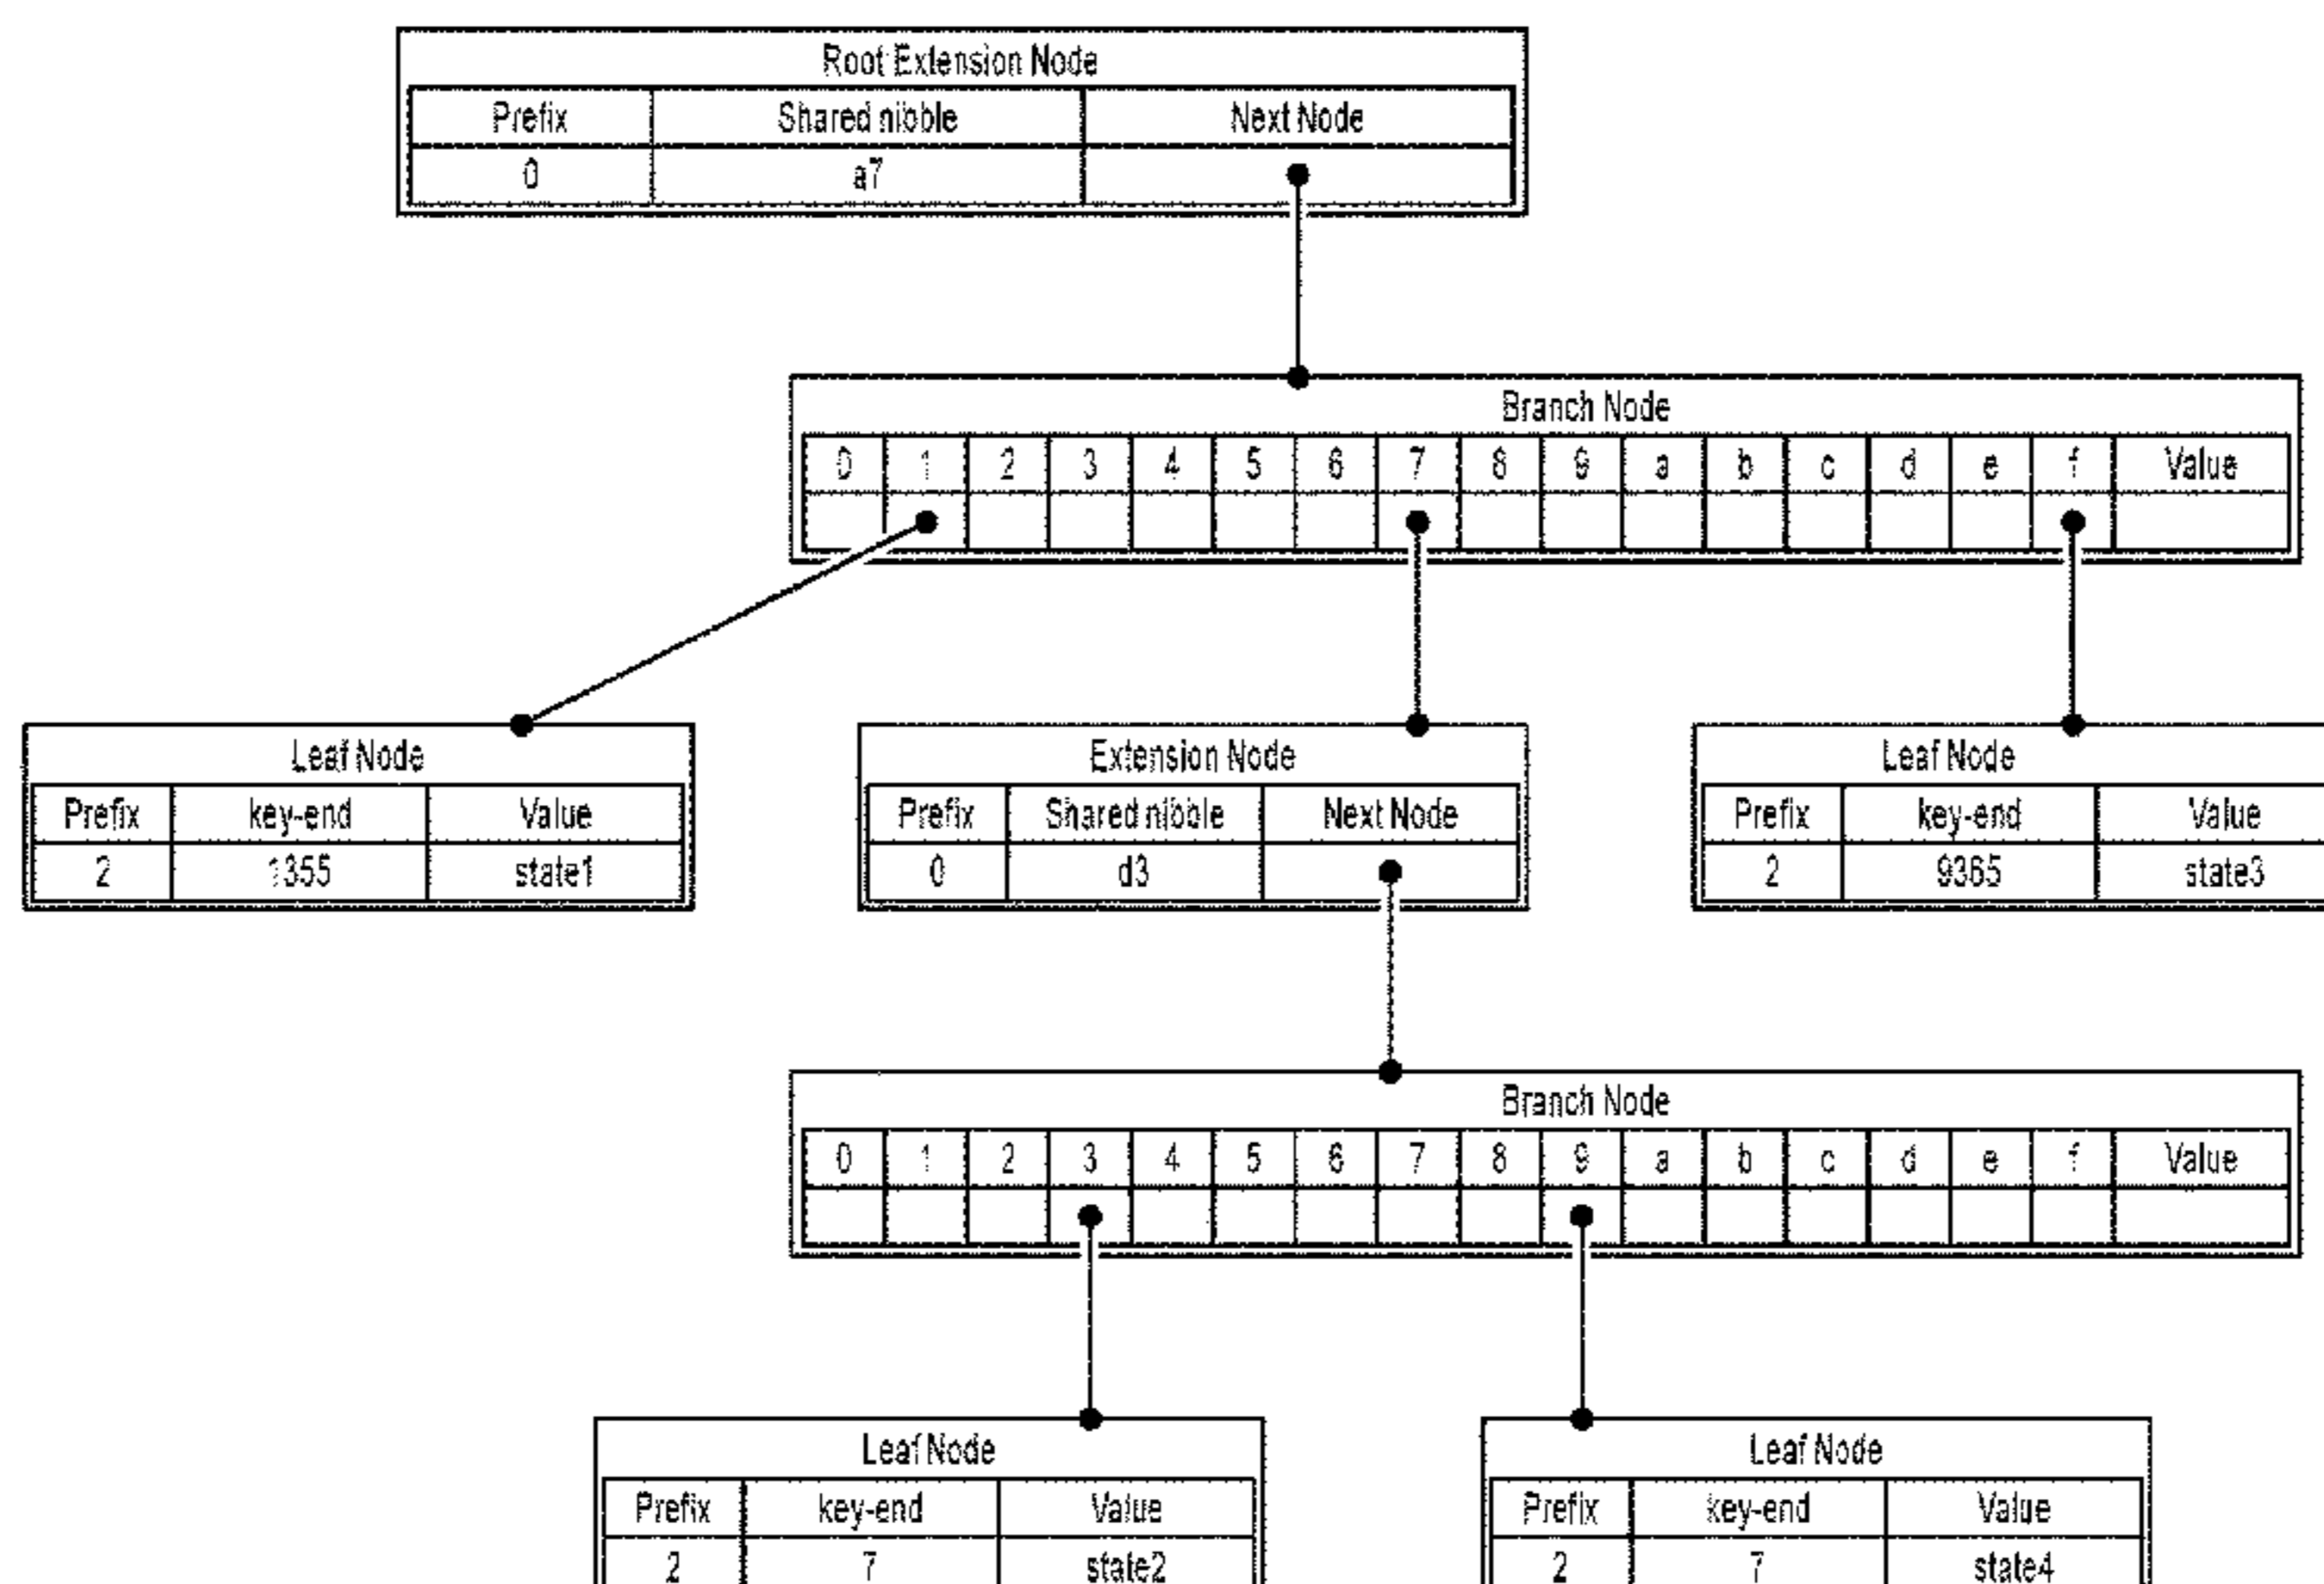 Root Extension Node
Prefix Shared nibble Next Node
0 a7
Branch Node
0 1 2 3 4 5 6 7 8 9 a b c d e f Value
Leaf Node Extension Node Leaf Node
Prefix key-end Value Prefix Shared nibble Next Node Prefix key-end Value
2 1355 state1 0 d3 2 9365 state3
Branch Node
0 1 2 3 4 5 6 7 8 9 a b c d e f Value
Leaf Node Leaf Node
Prefix key-end Value Prefix key-end Value
2 7 state2 2 7 state4